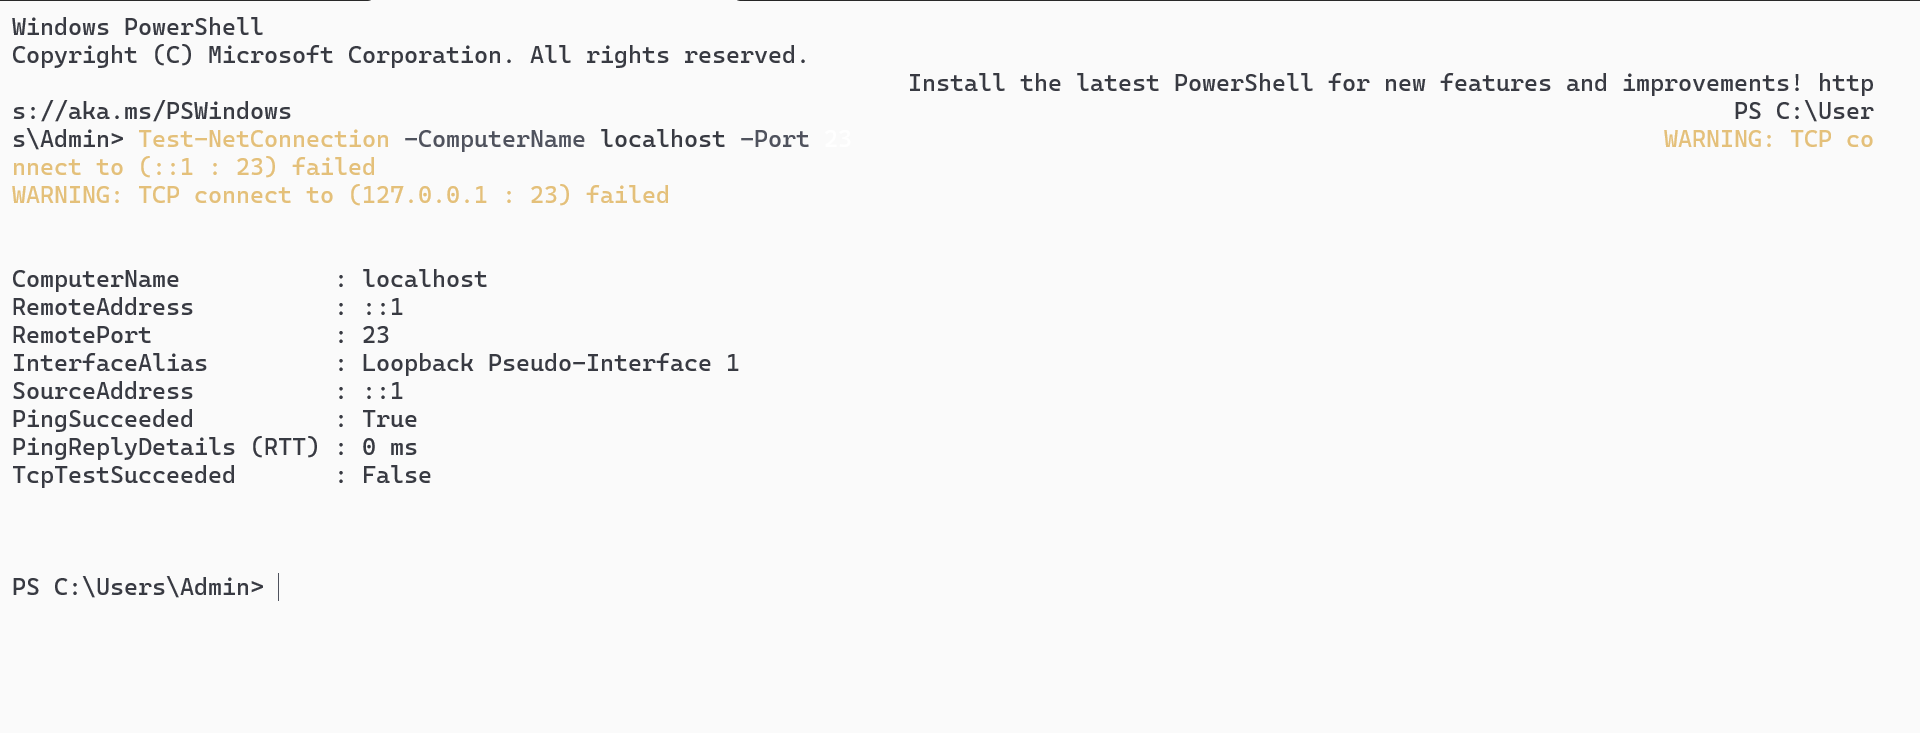 Windows PowerShell
Copyright (C) Microsoft Corporation. All rights reserved.
Install the latest PowerShell for new features and improvements! http
s://aka.ms/PSWindows PS C:\User
s\Admin> Test-NetConnection -ComputerName localhost -Port 23 WARNING: TCP co
nnect to (::1 : 23) failed
WARNING: TCP connect to (127.0.0.1 : 23) failed
ComputerName : localhost
RemoteAddress : ::1
RemotePort : 23
InterfaceAlias : Loopback Pseudo-Interface 1
SourceAddress : ::1
PingSucceeded : True
PingReplyDetails (RTT) : 0 ms
TcpTestSucceeded : False
PS C:\Users\Admin>